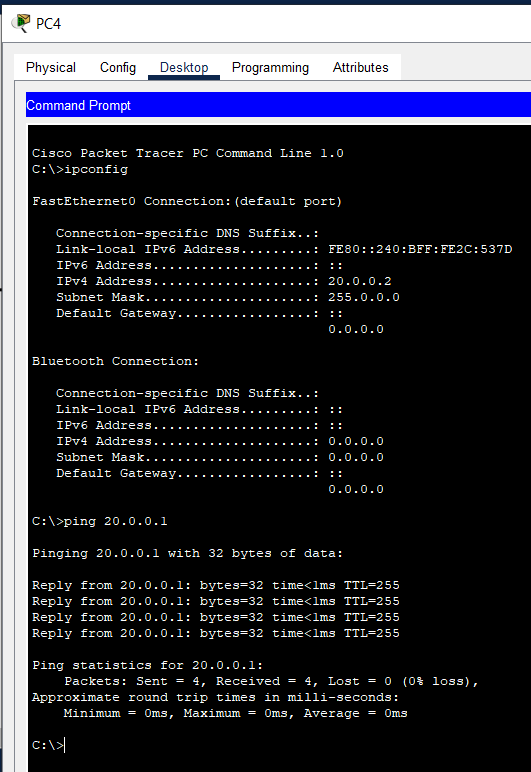 PC4
Physical Config Desktop Programming Attributes
Command Prompt
Cisco Packet Tracer PC Command Line 1.0
C:\>ipconfig
FastEthernet0 Connection:(default port)
Connection-specific DNS Suffix..:
Link-local IPv6 Address.........: FE80::240:BFF:FE2C:537D
IPv6 Address....................: ::
IPv4 Address....................: 20.0.0.2
Subnet Mask.....................: 255.0.0.0
Default Gateway.................: ::
0.0.0.0
Bluetooth Connection:
Connection-specific DNS Suffix..:
Link-local IPv6 Address.........: ::
IPv6 Address....................: ::
IPv4 Address....................: 0.0.0.0
Subnet Mask.....................: 0.0.0.0
Default Gateway.................: ::
0.0.0.0
C:\>ping 20.0.0.1
Pinging 20.0.0.1 with 32 bytes of data:
Reply from 20.0.0.1: bytes=32 time<1ms TTL=255
Reply from 20.0.0.1: bytes=32 time<1ms TTL=255
Reply from 20.0.0.1: bytes=32 time<1ms TTL=255
Reply from 20.0.0.1: bytes=32 time<1ms TTL=255
Ping statistics for 20.0.0.1:
Packets: Sent = 4, Received = 4, Lost = 0 (0% loss),
Approximate round trip times in milli-seconds:
Minimum = 0ms, Maximum = 0ms, Average = 0ms
C:\>